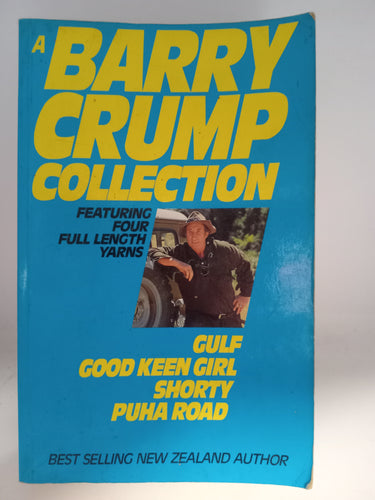 A BARRY
CRUMP
COLLECTION
FEATURING
FOUR
FULL LENGTH
YARNS
GULF
GOOD KEEN GIRL
SHORTY
PUHA ROAD
BEST SELLING NEW ZEALAND AUTHOR